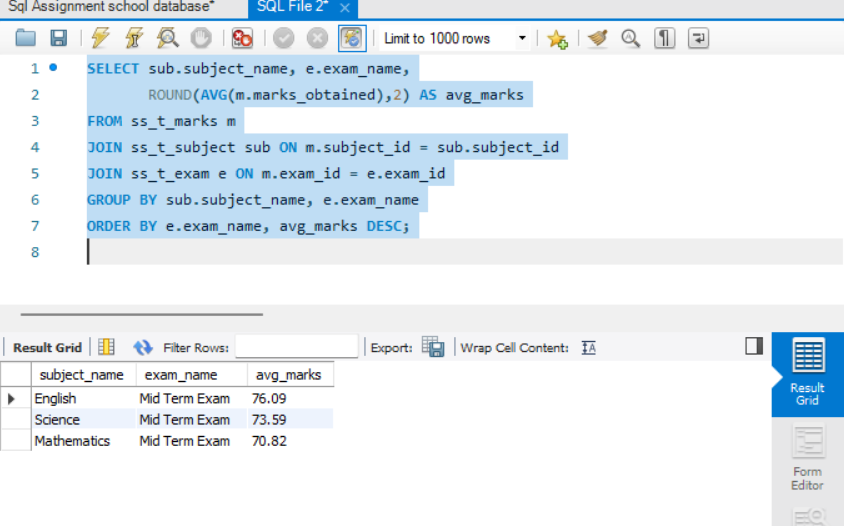 Sql Assignment school database*
SQL File 2* ×
Limit to 1000 rows
1 SELECT sub.subject_name, e.exam_name,
2 ROUND(AVG(m.marks_obtained),2) AS avg_marks
3 FROM ss_t_marks m
4 JOIN ss_t_subject sub ON m.subject_id = sub.subject_id
5 JOIN ss_t_exam e ON m.exam_id = e.exam_id
6 GROUP BY sub.subject_name, e.exam_name
7 ORDER BY e.exam_name, avg_marks DESC;
8
Result Grid Filter Rows: Export: Wrap Cell Content: IA
subject_name exam_name avg_marks
English Mid Term Exam 76.09
Science Mid Term Exam 73.59
Mathematics Mid Term Exam 70.82
Result
Grid
Form
Editor